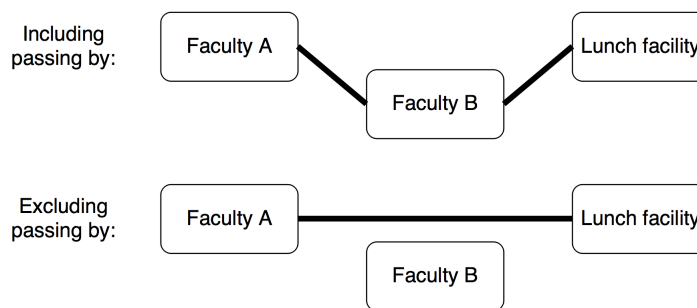 Including
passing by:
Faculty A
Faculty B
Lunch facility
Excluding
passing by:
Faculty A
Lunch facility
Faculty B